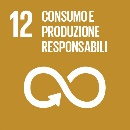 12 CONSUMO E
PRODUZIONE
RESPONSABILI